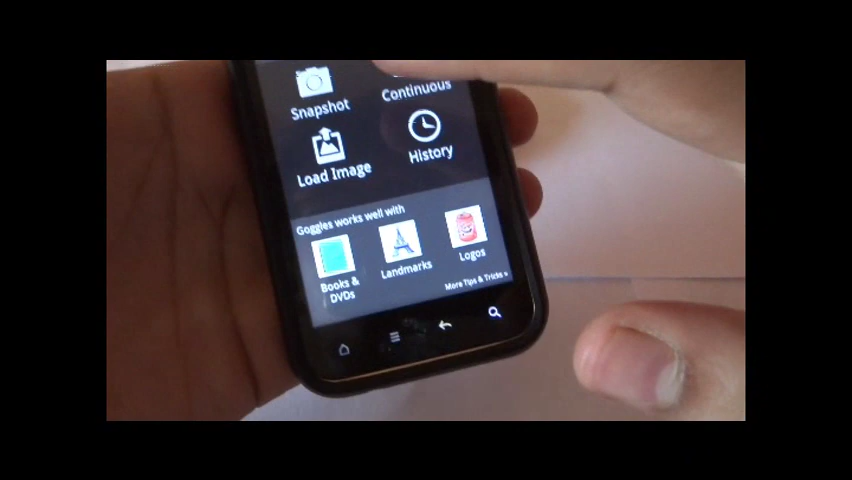 Snapshot
Continuous
Load Image
History
Goggles works well with
Books &
DVDs
Landmarks
Logos
More Tips & Tricks »